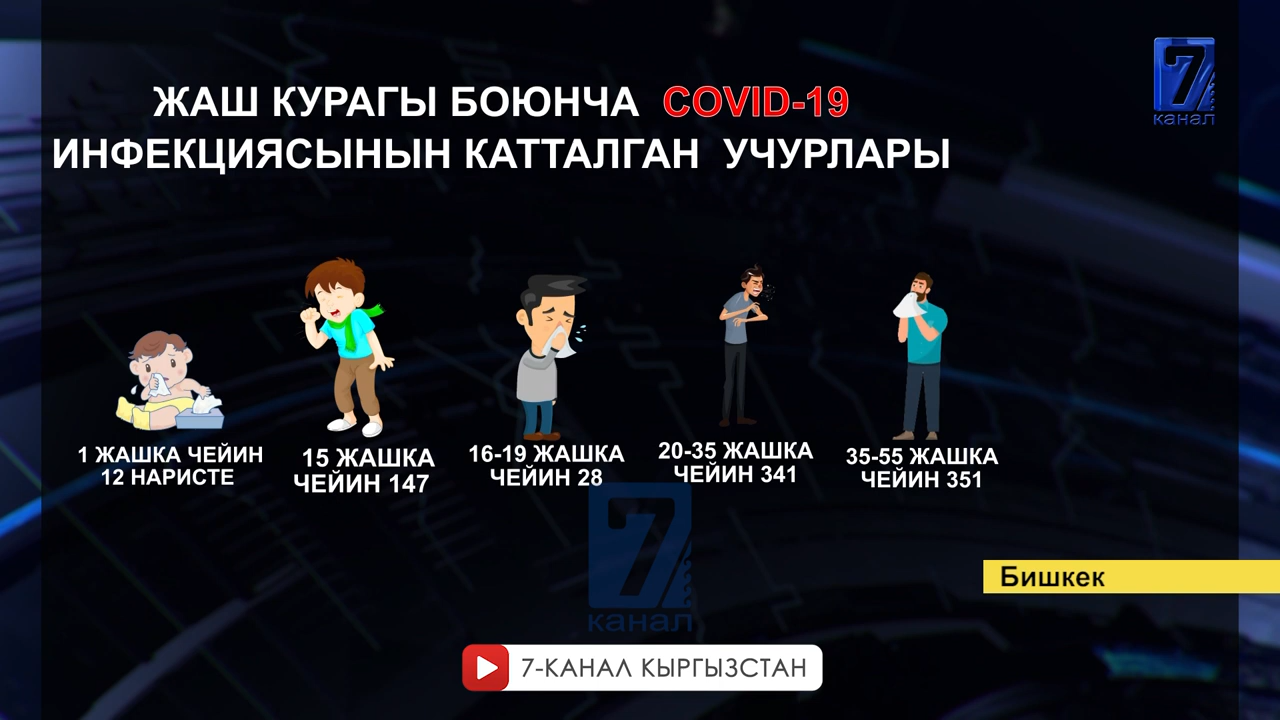 ЖАШ КУРАГЫ БОЮНЧА COVID-19
ИНФЕКЦИЯСЫНЫН КАТТАЛГАН УЧУРЛАРЫ
7
канал
1 ЖАШКА ЧЕЙИН
12 НАРИСТЕ
15 ЖАШКА
ЧЕЙИН 147
16-19 ЖАШКА
ЧЕЙИН 28
20-35 ЖАШКА
ЧЕЙИН 341
35-55 ЖАШКА
ЧЕЙИН 351
7
канал
Бишкек
7-КАНАЛ КЫРГЫЗСТАН